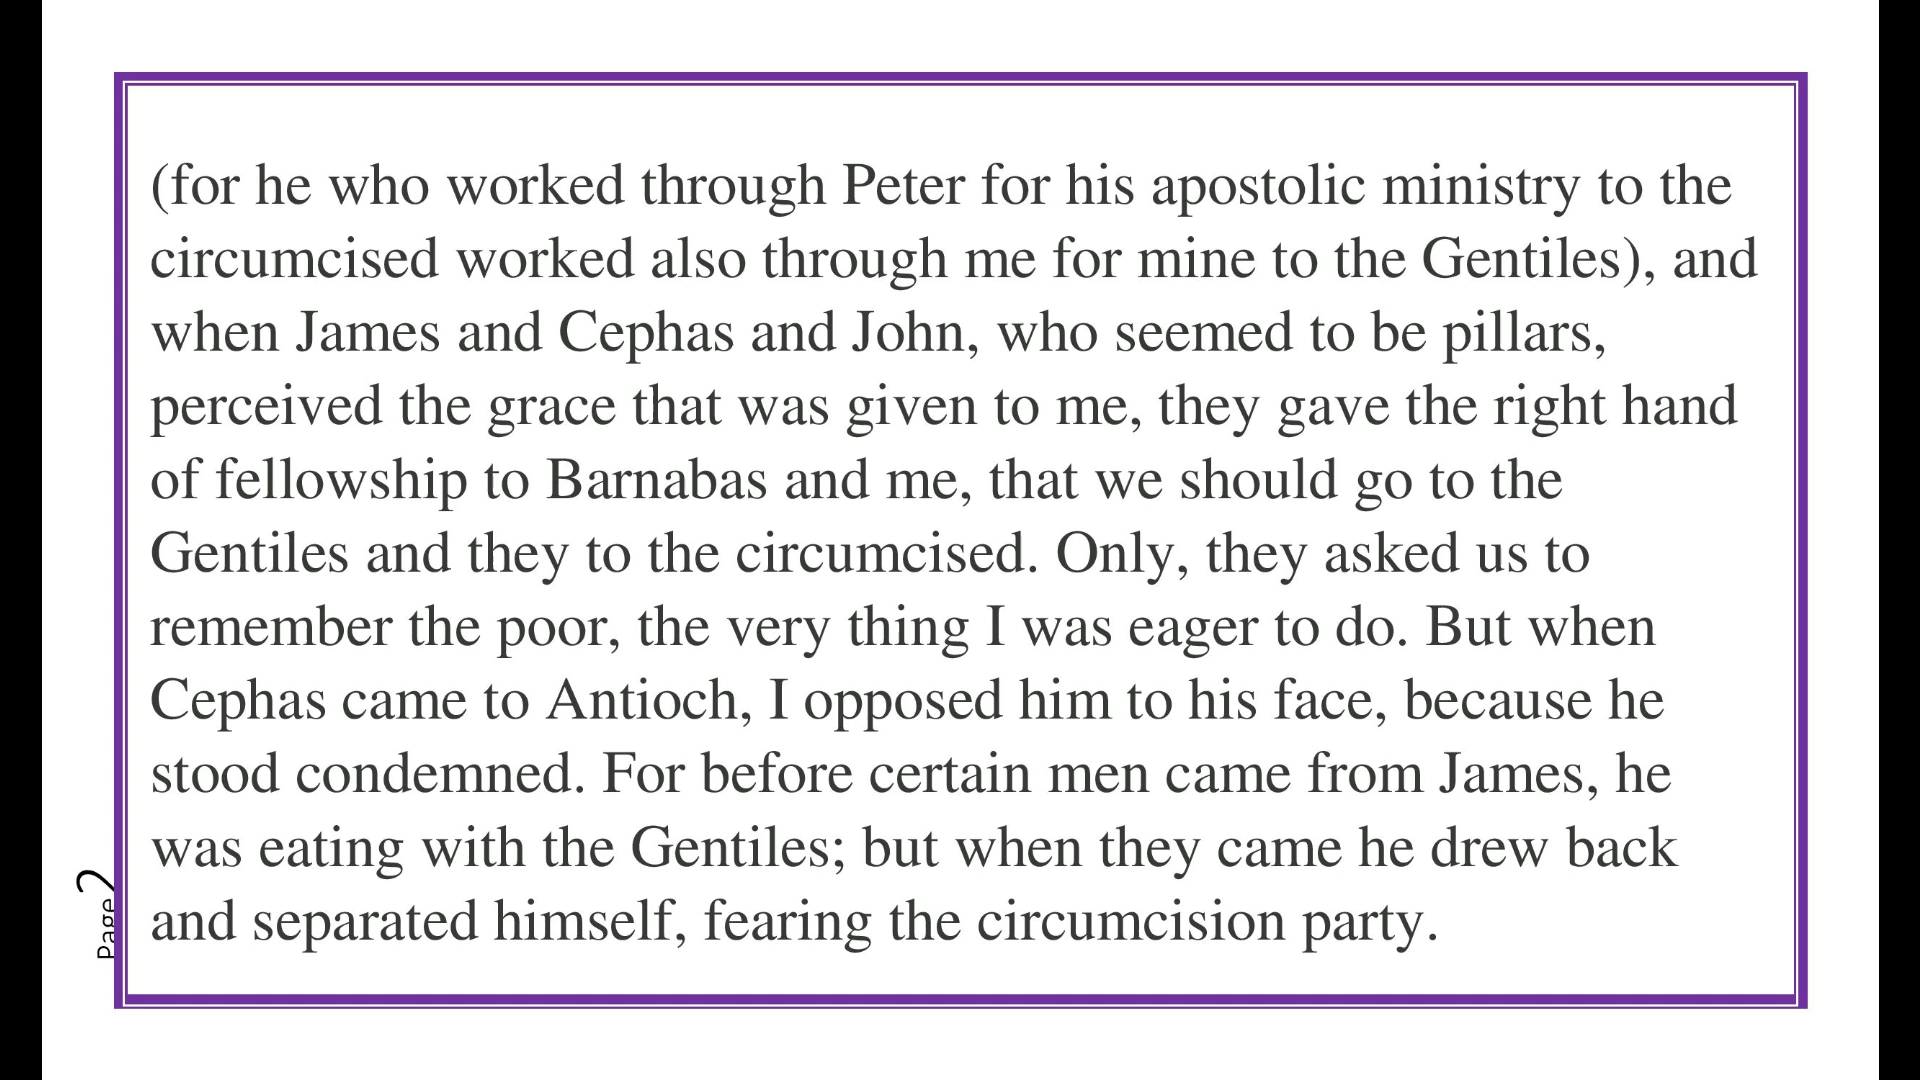 (for he who worked through Peter for his apostolic ministry to the
circumcised worked also through me for mine to the Gentiles), and
when James and Cephas and John, who seemed to be pillars,
perceived the grace that was given to me, they gave the right hand
of fellowship to Barnabas and me, that we should go to the
Gentiles and they to the circumcised. Only, they asked us to
remember the poor, the very thing I was eager to do. But when
Cephas came to Antioch, I opposed him to his face, because he
stood condemned. For before certain men came from James, he
was eating with the Gentiles; but when they came he drew back
and separated himself, fearing the circumcision party.
Page 2